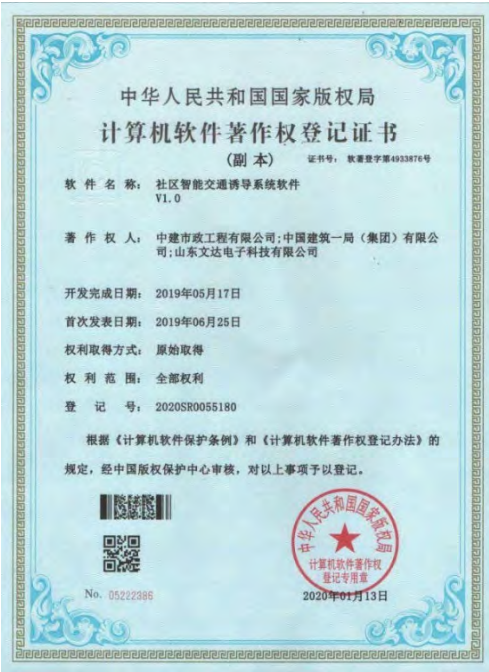 中华人民共和国国家版权局
计算机软件著作权登记证书
(副本)
证书号: 软著登字第4933876号
软件名称: 社区智能交通诱导系统软件
V1.0
著作权人: 中建市政工程有限公司;中国建筑一局（集团）有限公
司;山东文达电子科技有限公司
开发完成日期: 2019年05月17日
首次发表日期: 2019年06月25日
权利取得方式: 原始取得
权利范围: 全部权利
登记号: 2020SR0055180
根据《计算机软件保护条例》和《计算机软件著作权登记办法》的
规定，经中国版权保护中心审核，对以上事项予以登记。
中华人民共和国国家版权局
计算机软件著作权
登记专用章
No. 05222386
2020年01月13日